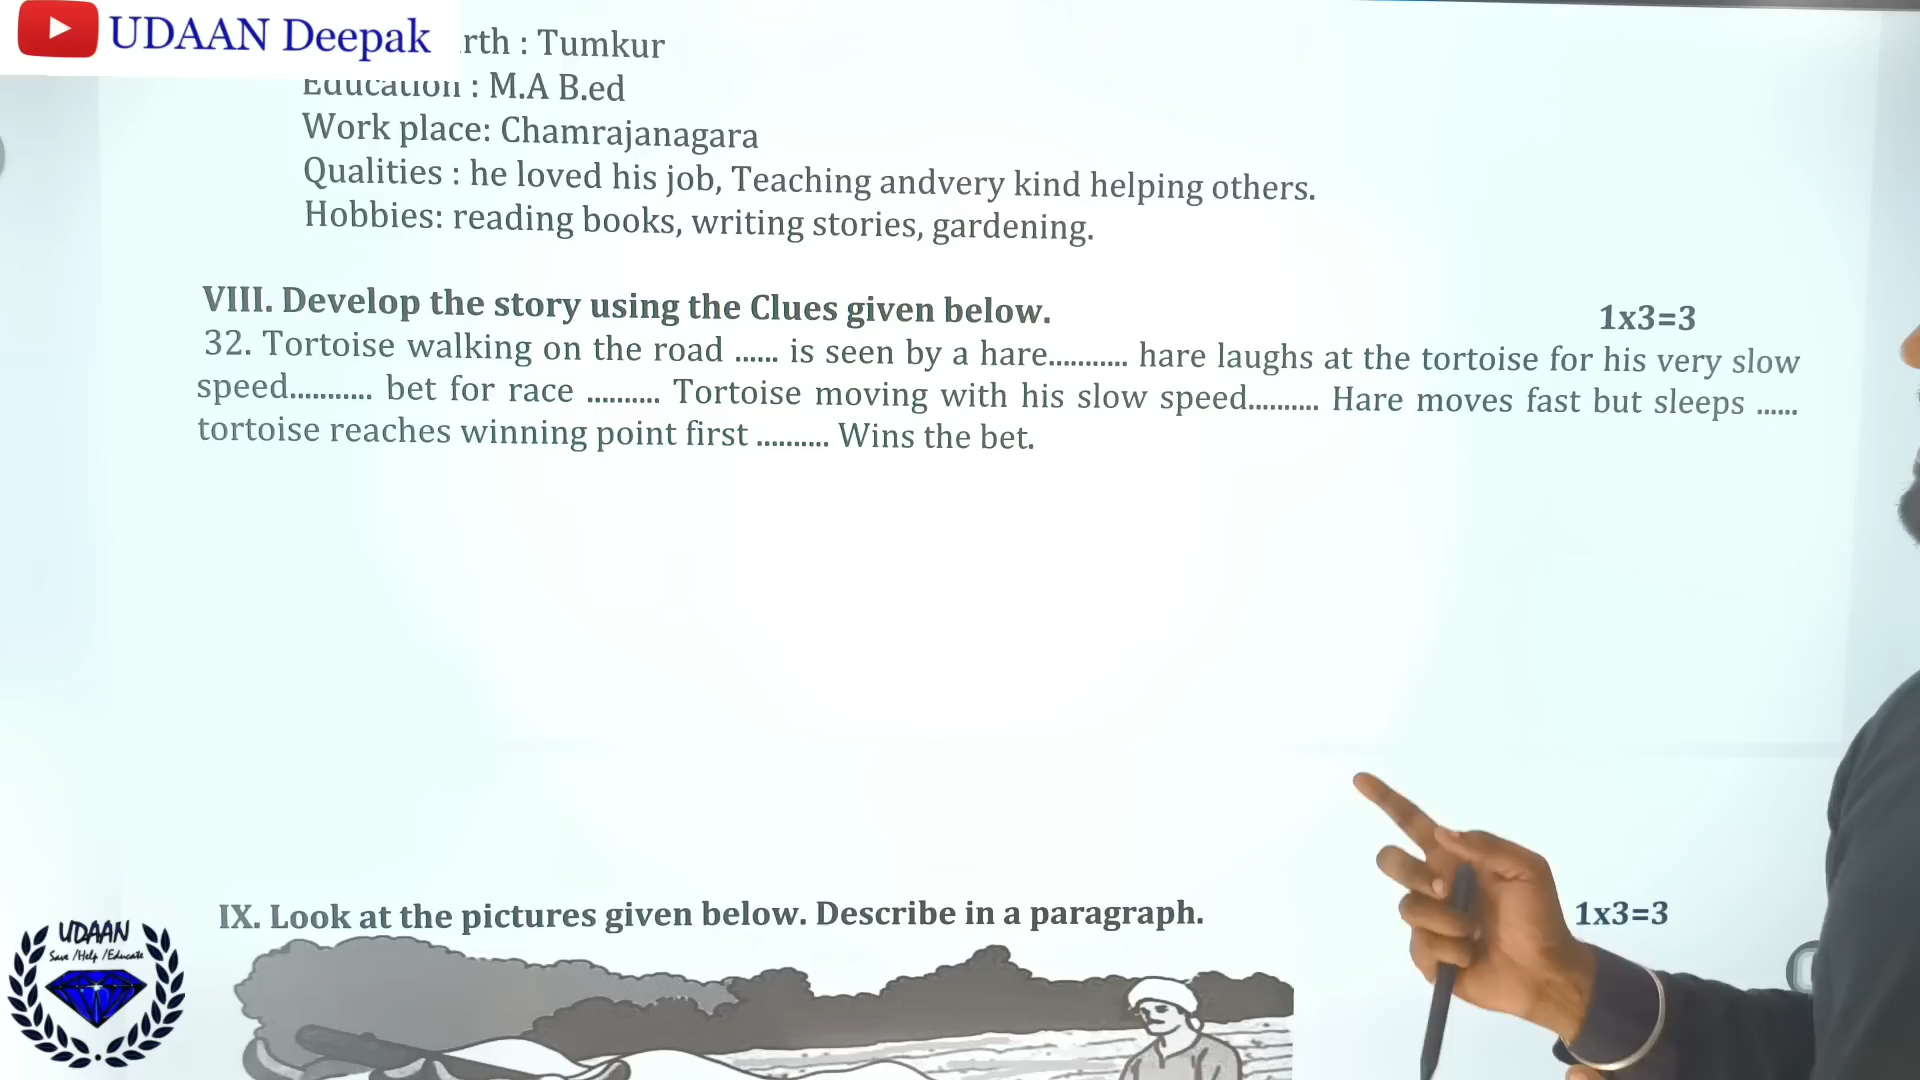 UDAAN Deepak
rth : Tumkur
Education : M.A B.ed
Work place: Chamrajanagara
Qualities : he loved his job, Teaching andvery kind helping others.
Hobbies: reading books, writing stories, gardening.
VIII. Develop the story using the Clues given below. 1x3=3
32. Tortoise walking on the road ...... is seen by a hare........... hare laughs at the tortoise for his very slow
speed........... bet for race .......... Tortoise moving with his slow speed.......... Hare moves fast but sleeps ......
tortoise reaches winning point first .......... Wins the bet.
IX. Look at the pictures given below. Describe in a paragraph. 1x3=3
UDAAN
Save /Help /Educate